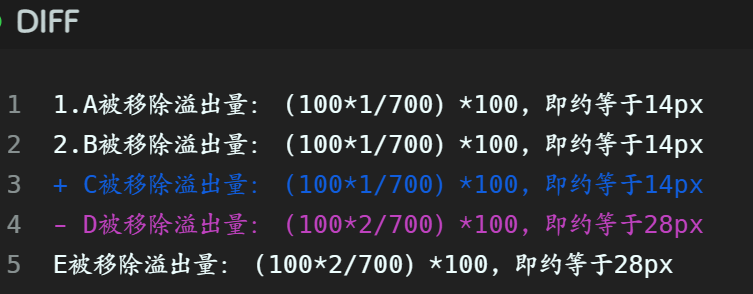 DIFF
1 1.A被移除溢出量: (100*1/700) *100，即约等于14px
2 2.B被移除溢出量: (100*1/700) *100，即约等于14px
3 + C被移除溢出量: (100*1/700) *100，即约等于14px
4 - D被移除溢出量: (100*2/700) *100，即约等于28px
5 E被移除溢出量: (100*2/700) *100，即约等于28px